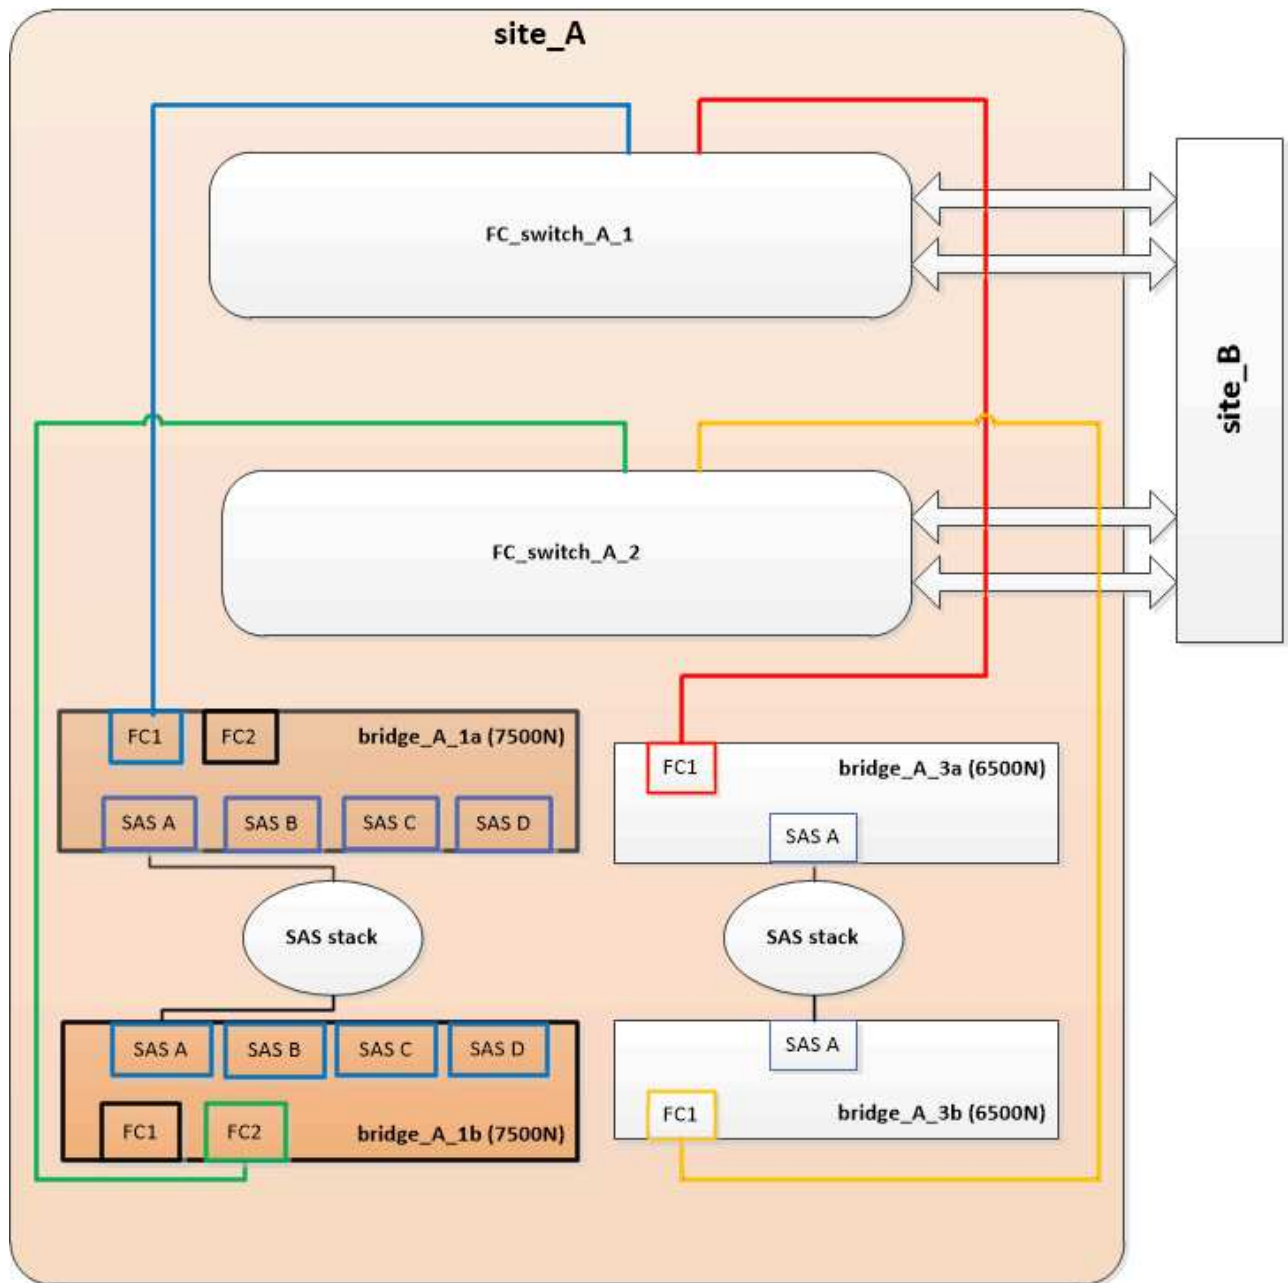 site_A
FC_switch_A_1
site_B
FC_switch_A_2
FC1
FC2
bridge_A_1a (7500N)
SAS A
SAS B
SAS C
SAS D
FC1
bridge_A_3a (6500N)
SAS A
SAS stack
SAS stack
SAS A
SAS B
SAS C
SAS D
FC1
FC2
bridge_A_1b (7500N)
SAS A
FC1
bridge_A_3b (6500N)